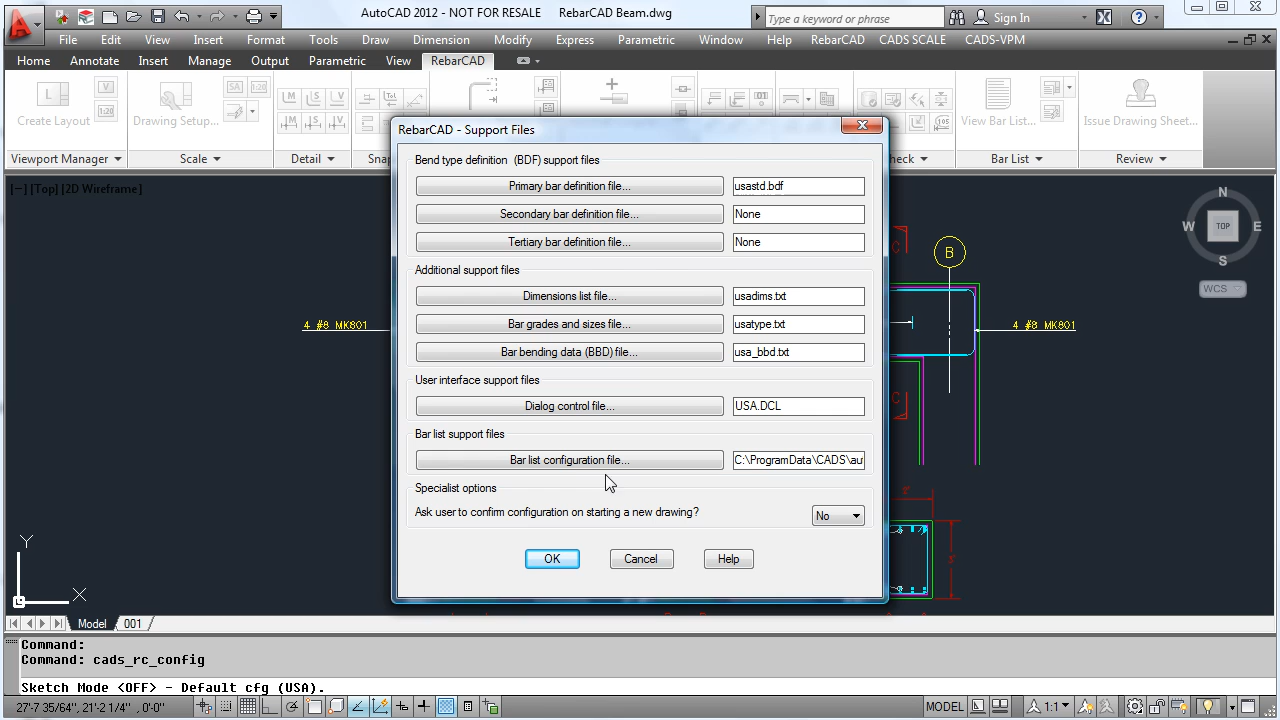 AutoCAD 2012 - NOT FOR RESALE RebarCAD Beam.dwg
Type a keyword or phrase
Sign In
File Edit View Insert Format Tools Draw Dimension Modify Express Parametric Window Help RebarCAD CADS SCALE CADS-VPM
Home Annotate Insert Manage Output Parametric View RebarCAD
Create Layout
Drawing Setup...
View Bar List...
Issue Drawing Sheet...
Viewport Manager
Scale
Detail
Bar List
Review
[−] [Top] [2D Wireframe]
RebarCAD - Support Files
Bend type definition (BDF) support files
Primary bar definition file... usastd.bdf
Secondary bar definition file... None
Tertiary bar definition file... None
Additional support files
Dimensions list file... usadims.txt
Bar grades and sizes file... usatype.txt
Bar bending data (BBD) file... usa_bbd.txt
User interface support files
Dialog control file... USA.DCL
Bar list support files
Bar list configuration file... C:\ProgramData\CADS\au
Specialist options
Ask user to confirm configuration on starting a new drawing? No
OK Cancel Help
4 #8 MK801
4 #8 MK801
B
C
C
N
W TOP E
S
WCS
Y
X
Model 001
Command:
Command: cads_rc_config
Sketch Mode <OFF> - Default cfg (USA).
27'-7 35/64", 21'-2 1/4" , 0'-0"
MODEL
1:1